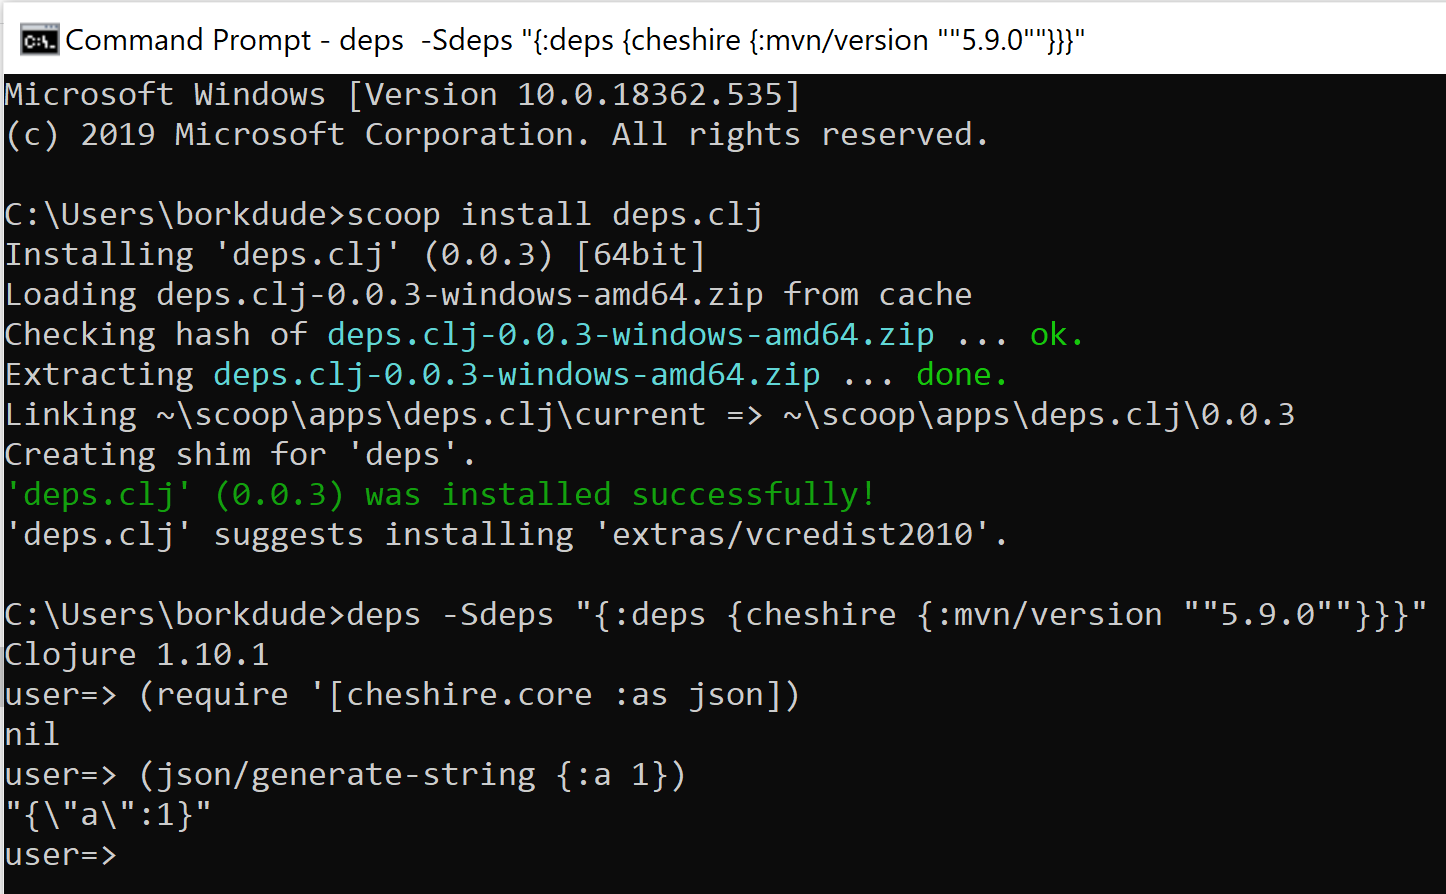 C:\.
Command Prompt - deps  -Sdeps "{:deps {cheshire {:mvn/version ""5.9.0""}}}"
Microsoft Windows [Version 10.0.18362.535]
(c) 2019 Microsoft Corporation. All rights reserved.
C:\Users\borkdude>scoop install deps.clj
Installing 'deps.clj' (0.0.3) [64bit]
Loading deps.clj-0.0.3-windows-amd64.zip from cache
Checking hash of deps.clj-0.0.3-windows-amd64.zip ... ok.
Extracting deps.clj-0.0.3-windows-amd64.zip ... done.
Linking ~\scoop\apps\deps.clj\current => ~\scoop\apps\deps.clj\0.0.3
Creating shim for 'deps'.
'deps.clj' (0.0.3) was installed successfully!
'deps.clj' suggests installing 'extras/vcredist2010'.
C:\Users\borkdude>deps -Sdeps "{:deps {cheshire {:mvn/version ""5.9.0""}}}"
Clojure 1.10.1
user=> (require '[cheshire.core :as json])
nil
user=> (json/generate-string {:a 1})
"{\"a\":1}"
user=>